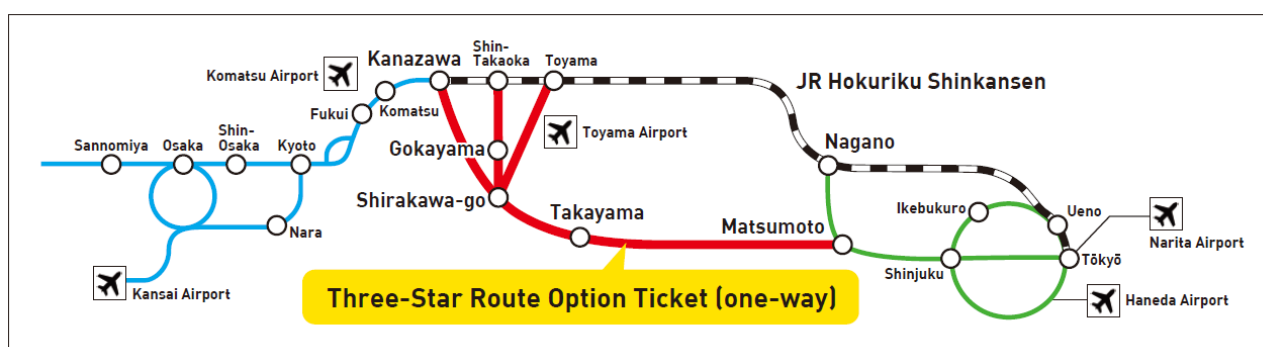 Kanazawa
Shin-
Takaoka
Toyama
Komatsu Airport
JR Hokuriku Shinkansen
Fukui
Komatsu
Toyama Airport
Sannomiya
Osaka
Shin-
Osaka
Kyoto
Gokayama
Nagano
Shirakawa-go
Takayama
Matsumoto
Ikebukuro
Ueno
Nara
Narita Airport
Shinjuku
Tōkyō
Kansai Airport
Three-Star Route Option Ticket (one-way)
Haneda Airport